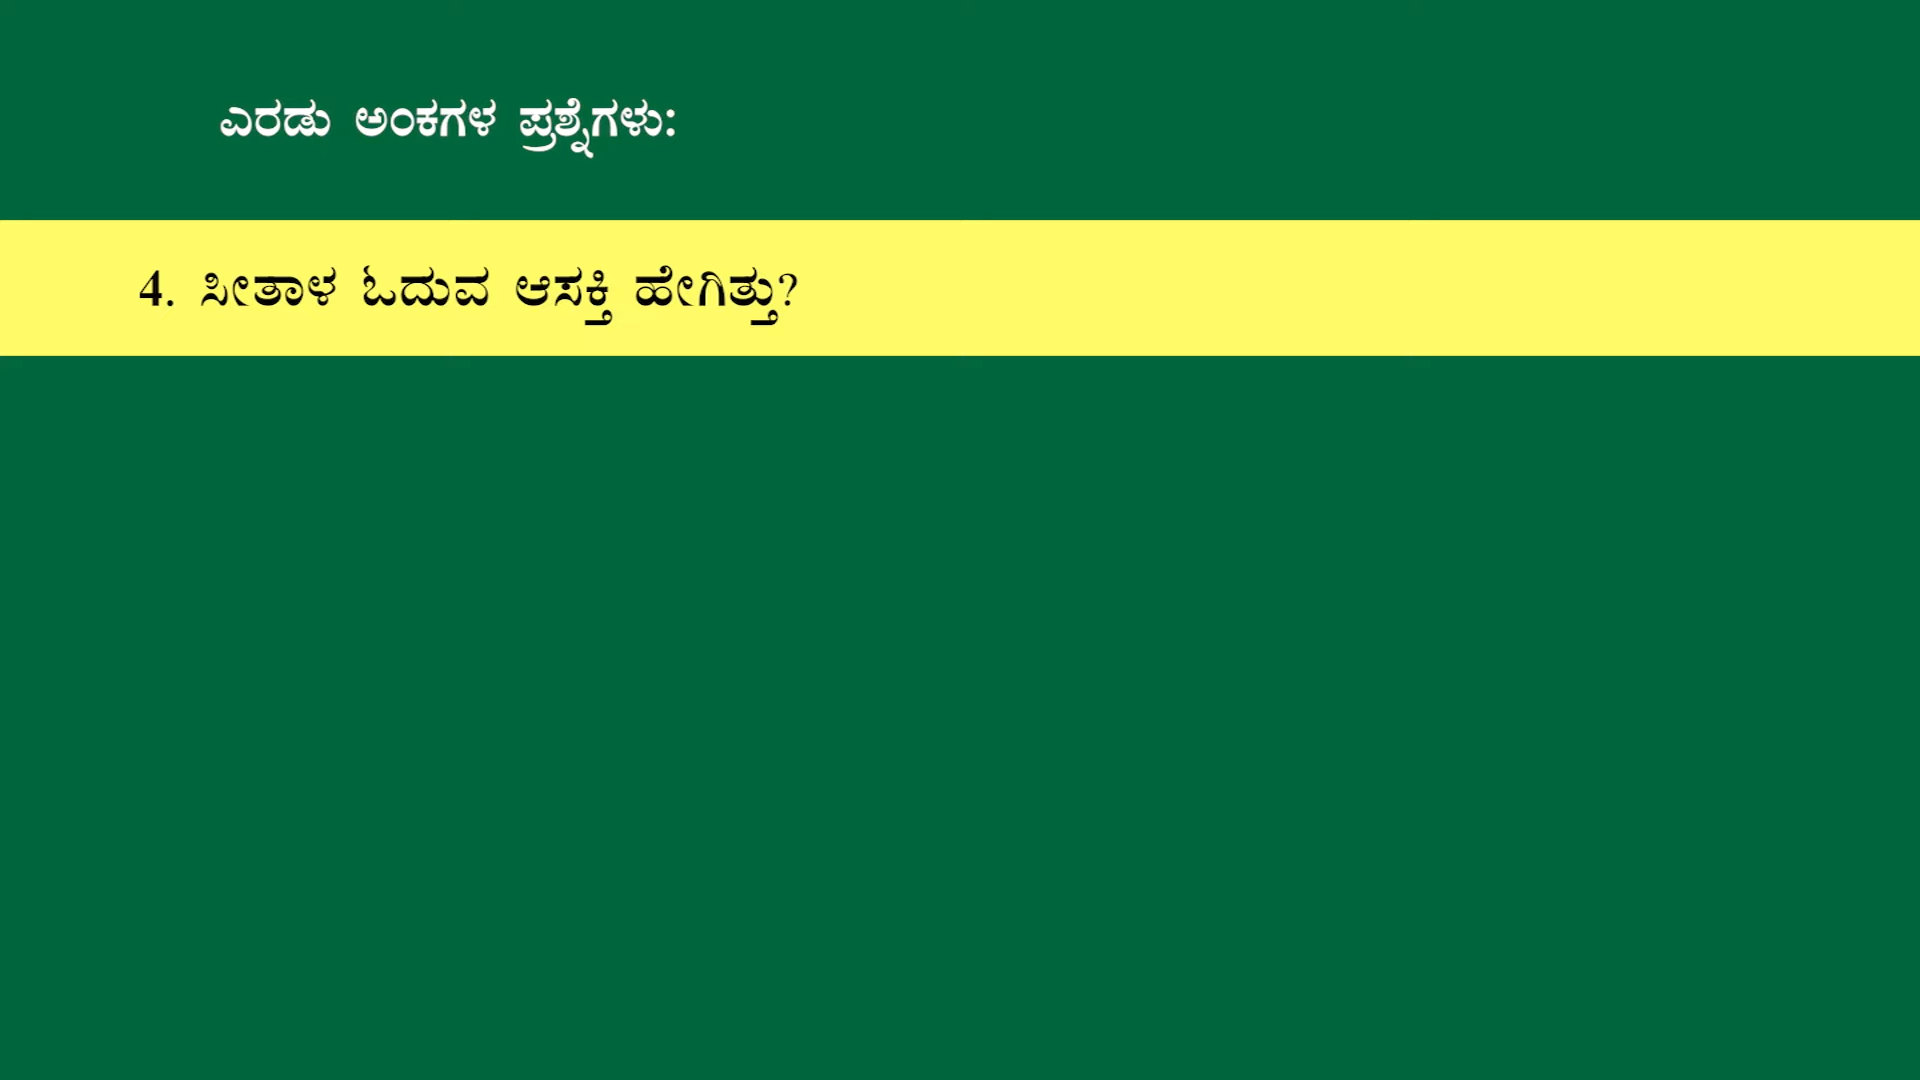 ಎರಡು ಅಂಕಗಳ ಪ್ರಶ್ನೆಗಳು:
4. ಸೀತಾಳ ಓದುವ ಆಸಕ್ತಿ ಹೇಗಿತ್ತು?